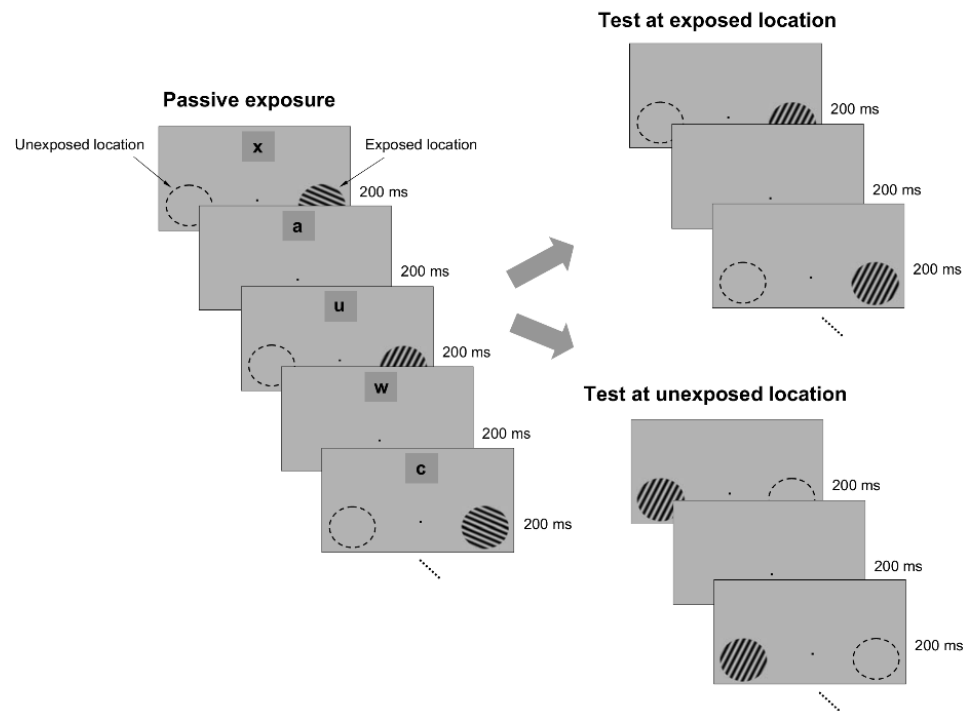 Passive exposure
Unexposed location
Exposed location
x
200 ms
a
200 ms
u
200 ms
w
200 ms
c
200 ms
Test at exposed location
200 ms
200 ms
200 ms
Test at unexposed location
200 ms
200 ms
200 ms